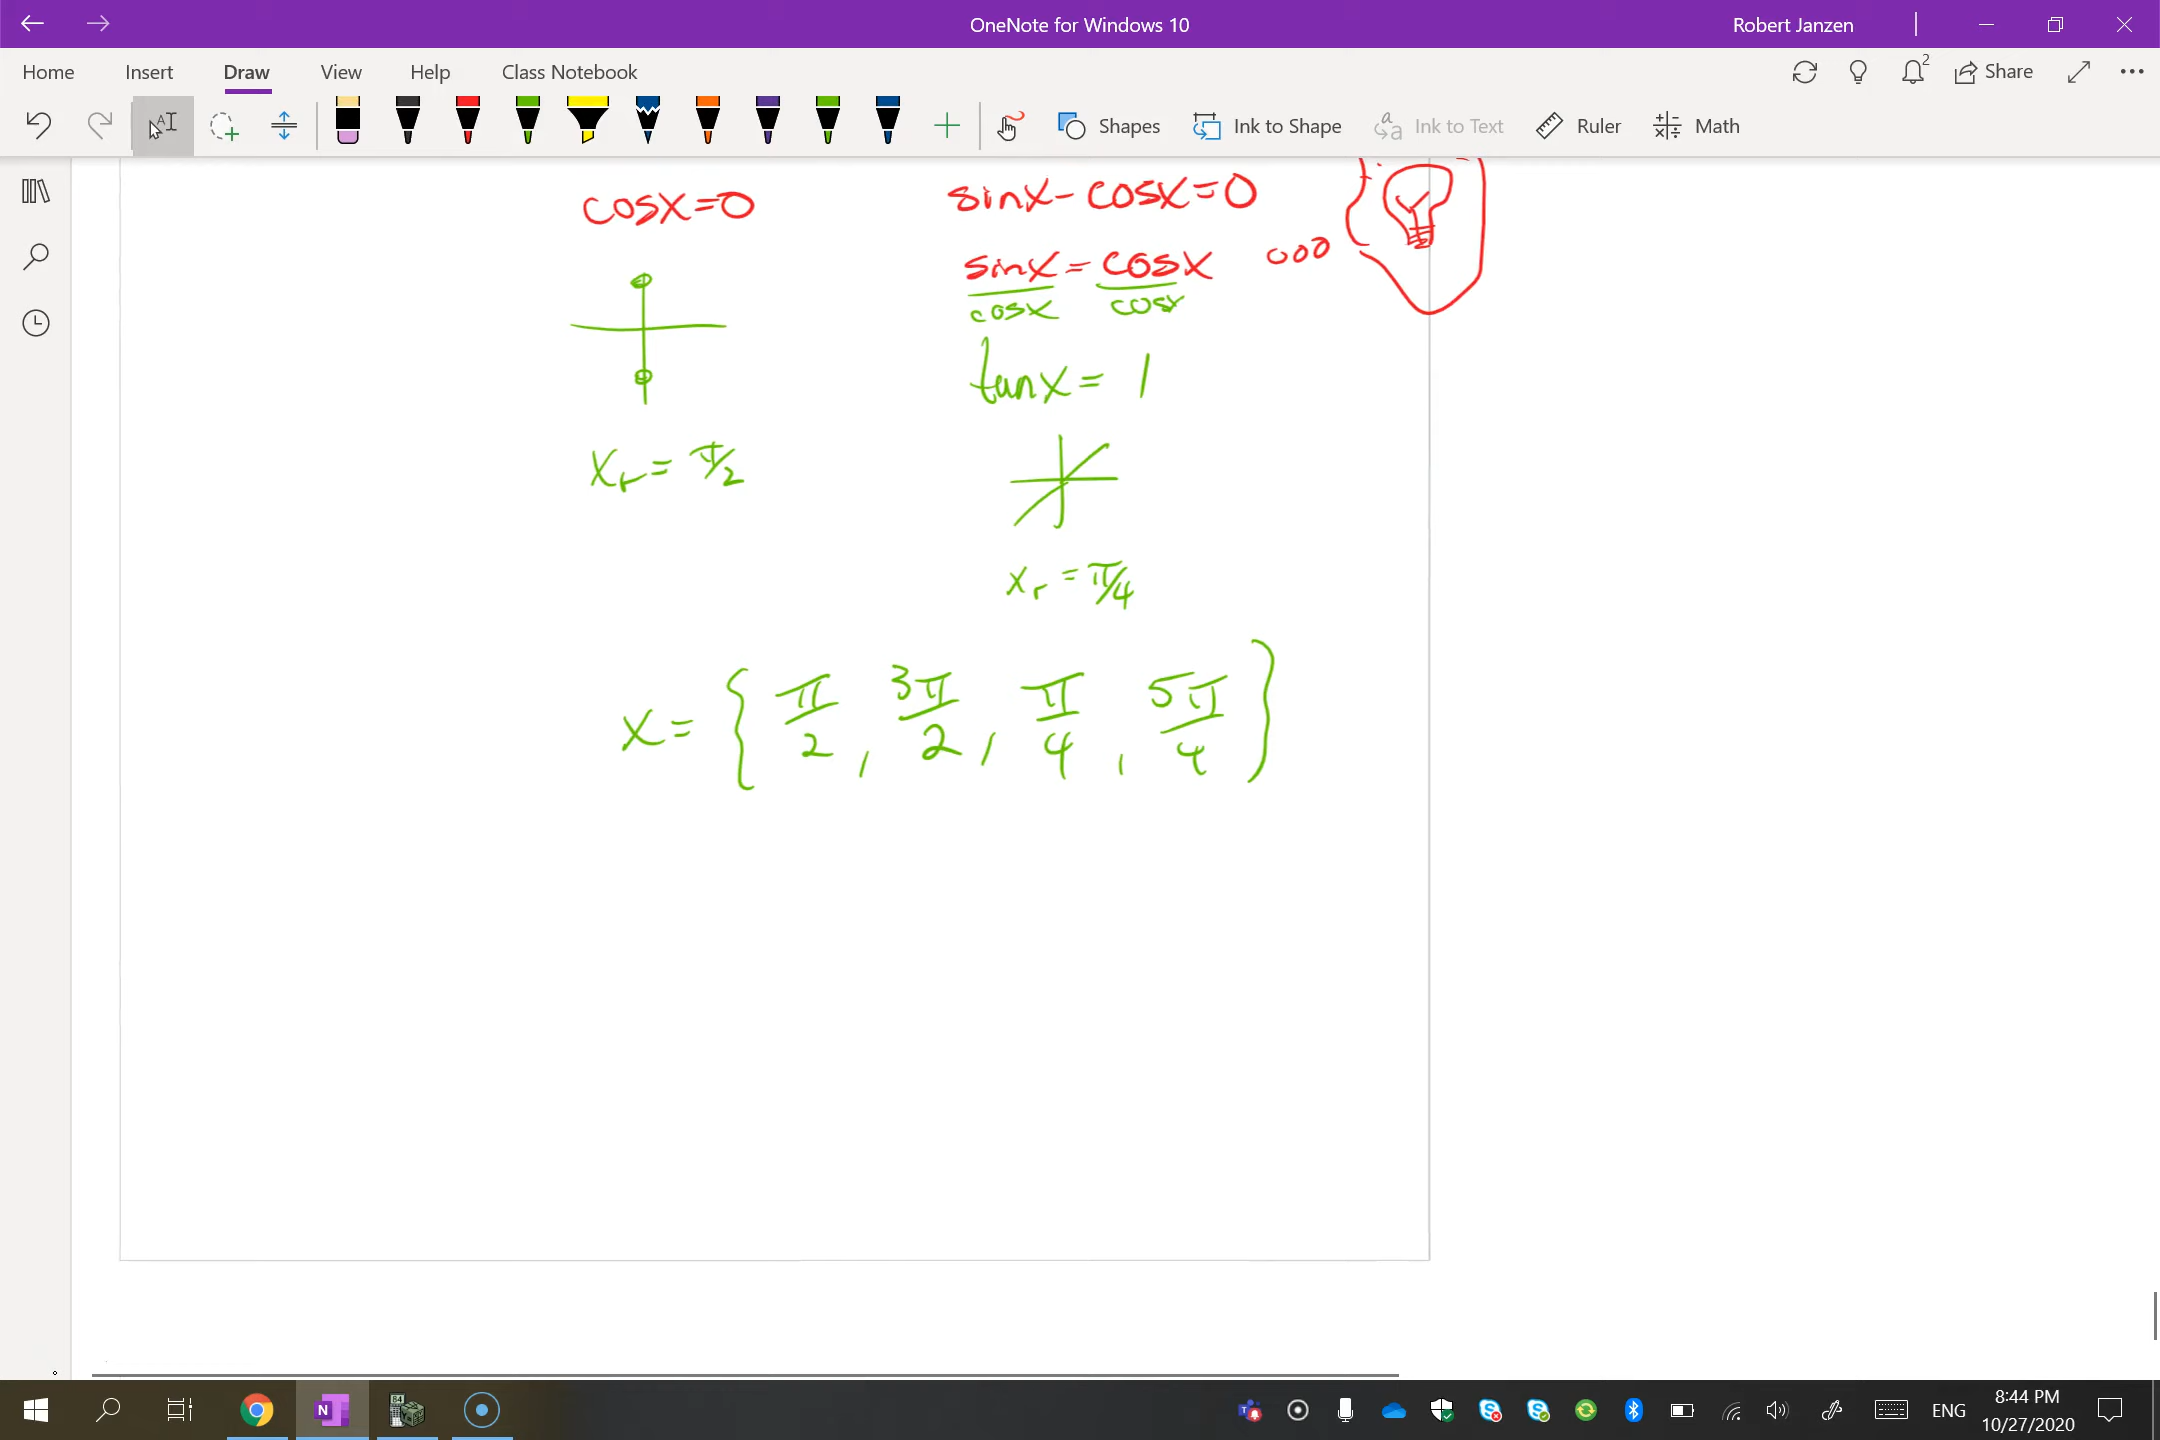 OneNote for Windows 10
Robert Janzen
Home Insert Draw View Help Class Notebook
2 Share
Shapes Ink to Shape Ink to Text Ruler Math
cosx=0
sinx-cosx=0
sinx = cosx
cosx cosx
tanx = 1
xr = π/2
xr = π/4
x = { π/2, 3π/2, π/4, 5π/4 }
ENG
8:44 PM
10/27/2020